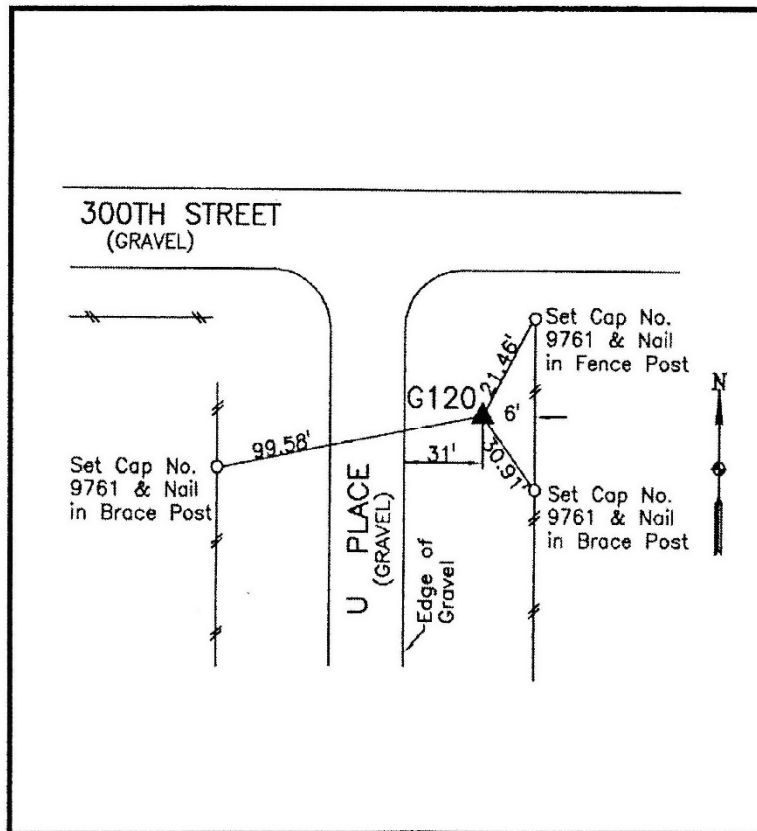 300TH STREET
(GRAVEL)
Set Cap No.
9761 & Nail
in Fence Post
21.46'
G120
6'
N
99.58'
31'
30.91'
Set Cap No.
9761 & Nail
in Brace Post
Set Cap No.
9761 & Nail
in Brace Post
U PLACE
(GRAVEL)
Edge of
Gravel